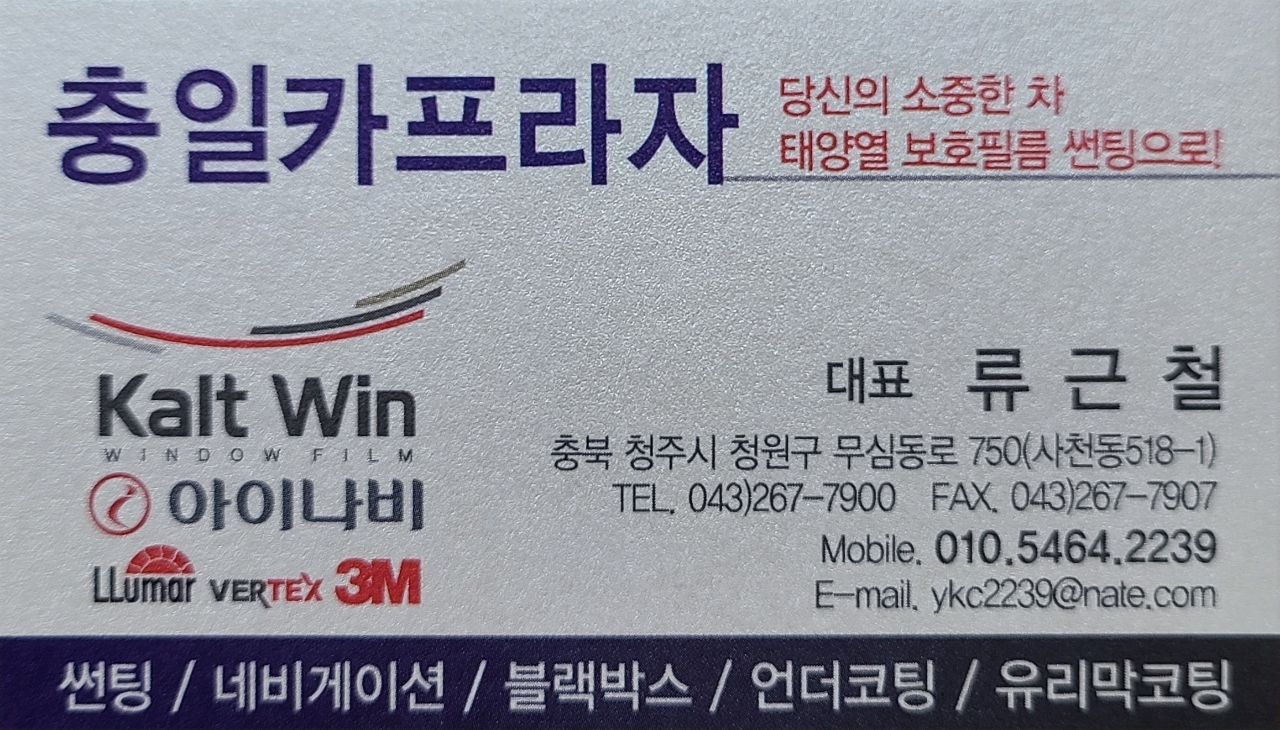 충일카프라자
당신의 소중한 차
태양열 보호필름 썬팅으로!
Kalt Win
WINDOW FILM
아이나비
LLumar VERTEX 3M
대표 류근철
충북 청주시 청원구 무심동로 750(사천동518-1)
TEL. 043)267-7900 FAX. 043)267-7907
Mobile. 010.5464.2239
E-mail. ykc2239@nate.com
썬팅 / 네비게이션 / 블랙박스 / 언더코팅 / 유리막코팅